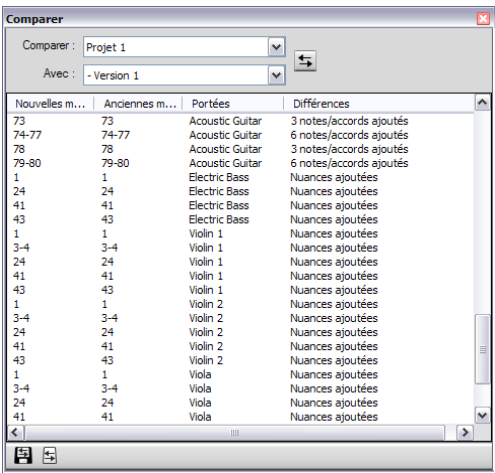 Comparer
Comparer : Projet 1
Avec : - Version 1
Nouvelles m... Anciennes m... Portées Différences
73 73 Acoustic Guitar 3 notes/accords ajoutés
74-77 74-77 Acoustic Guitar 6 notes/accords ajoutés
78 78 Acoustic Guitar 3 notes/accords ajoutés
79-80 79-80 Acoustic Guitar 6 notes/accords ajoutés
1 1 Electric Bass Nuances ajoutées
24 24 Electric Bass Nuances ajoutées
41 41 Electric Bass Nuances ajoutées
43 43 Electric Bass Nuances ajoutées
1 1 Violin 1 Nuances ajoutées
3-4 3-4 Violin 1 Nuances ajoutées
24 24 Violin 1 Nuances ajoutées
41 41 Violin 1 Nuances ajoutées
43 43 Violin 1 Nuances ajoutées
1 1 Violin 2 Nuances ajoutées
3-4 3-4 Violin 2 Nuances ajoutées
24 24 Violin 2 Nuances ajoutées
41 41 Violin 2 Nuances ajoutées
43 43 Violin 2 Nuances ajoutées
1 1 Viola Nuances ajoutées
3-4 3-4 Viola Nuances ajoutées
24 24 Viola Nuances ajoutées
41 41 Viola Nuances ajoutées